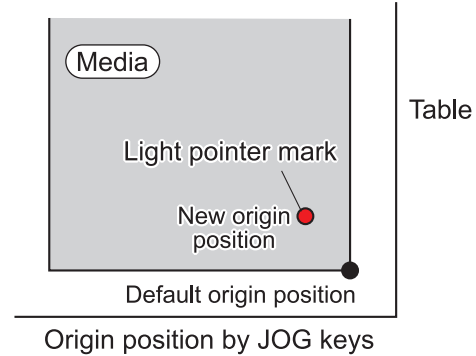 Media
Table
Light pointer mark
New origin
position
Default origin position
Origin position by JOG keys